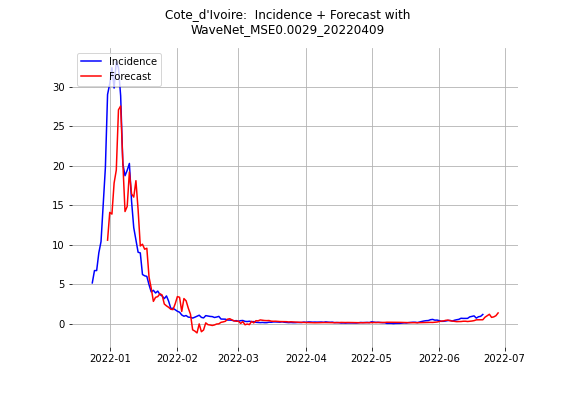 Cote_d'Ivoire:  Incidence + Forecast with
WaveNet_MSE0.0029_20220409
Incidence
Forecast
30
25
20
15
10
5
0
2022-01 2022-02 2022-03 2022-04 2022-05 2022-06 2022-07